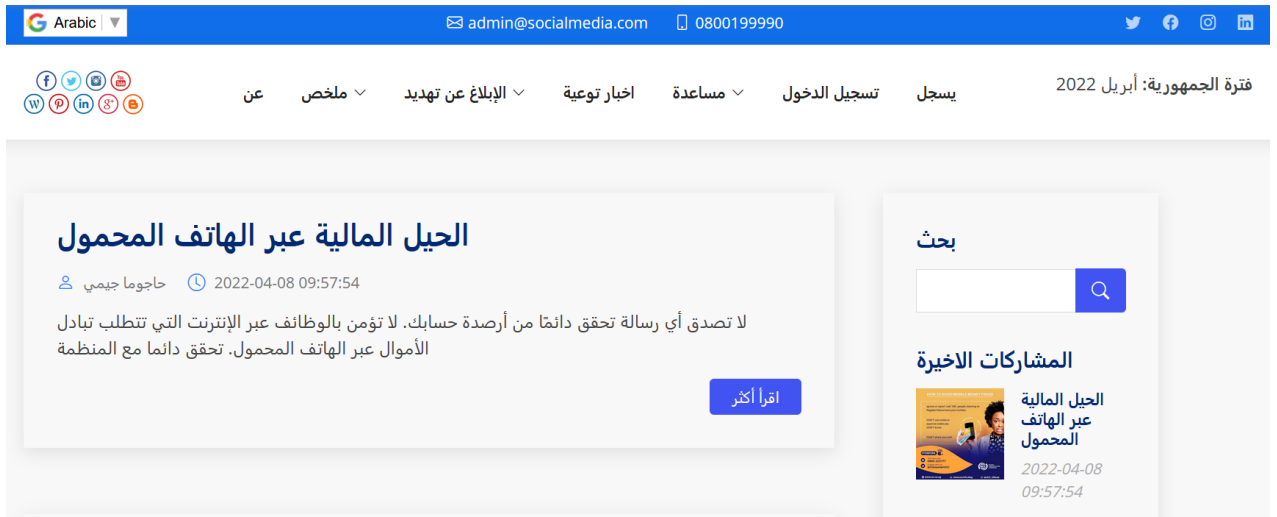 Arabic
admin@socialmedia.com
0800199990
فترة الجمهورية: أبريل 2022
عن
ملخص
الإبلاغ عن تهديد
اخبار توعية
مساعدة
تسجيل الدخول
يسجل
الحيل المالية عبر الهاتف المحمول
حاجوما جيمي
2022-04-08 09:57:54
لا تصدق أي رسالة تحقق دائمًا من أرصدة حسابك. لا تؤمن بالوظائف عبر الإنترنت التي تتطلب تبادل
الأموال عبر الهاتف المحمول. تحقق دائما مع المنظمة
اقرأ أكثر
بحث
المشاركات الاخيرة
الحيل المالية
عبر الهاتف
المحمول
2022-04-08
09:57:54